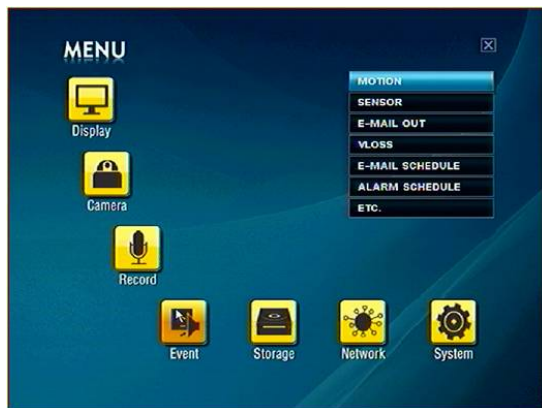 MENU
MOTION
SENSOR
E-MAIL OUT
VLOSS
E-MAIL SCHEDULE
ALARM SCHEDULE
ETC.
Display
Camera
Record
Event
Storage
Network
System